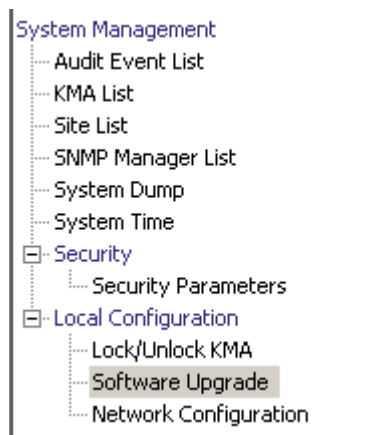 System Management
Audit Event List
KMA List
Site List
SNMP Manager List
System Dump
System Time
Security
Security Parameters
Local Configuration
Lock/Unlock KMA
Software Upgrade
Network Configuration